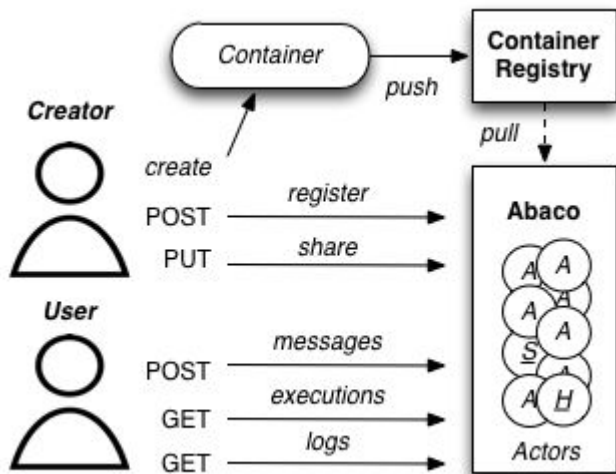 Container
Container
Registry
push
pull
Creator
create
POST
register
PUT
share
User
POST
messages
GET
executions
GET
logs
Abaco
A
A
A
A
A
S
A
A
H
Actors